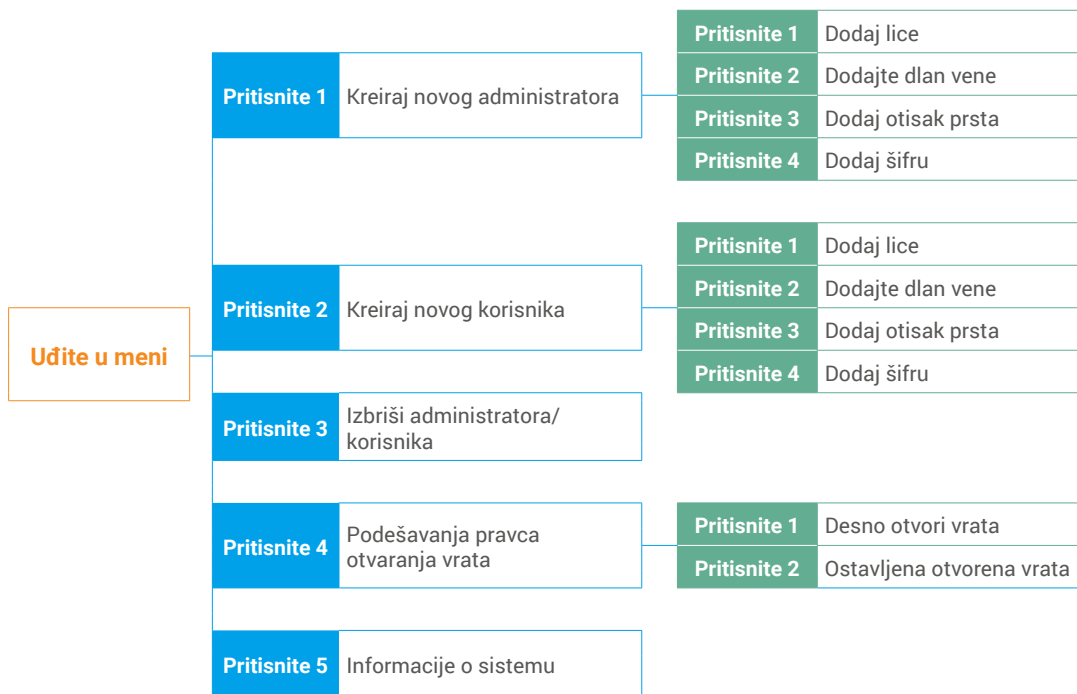 Uđite u meni
Pritisnite 1 Kreiraj novog administratora
Pritisnite 1 Dodaj lice
Pritisnite 2 Dodajte dlan vene
Pritisnite 3 Dodaj otisak prsta
Pritisnite 4 Dodaj šifru
Pritisnite 2 Kreiraj novog korisnika
Pritisnite 1 Dodaj lice
Pritisnite 2 Dodajte dlan vene
Pritisnite 3 Dodaj otisak prsta
Pritisnite 4 Dodaj šifru
Pritisnite 3 Izbriši administratora/
korisnika
Pritisnite 4 Podešavanja pravca
otvaranja vrata
Pritisnite 1 Desno otvori vrata
Pritisnite 2 Ostavljena otvorena vrata
Pritisnite 5 Informacije o sistemu